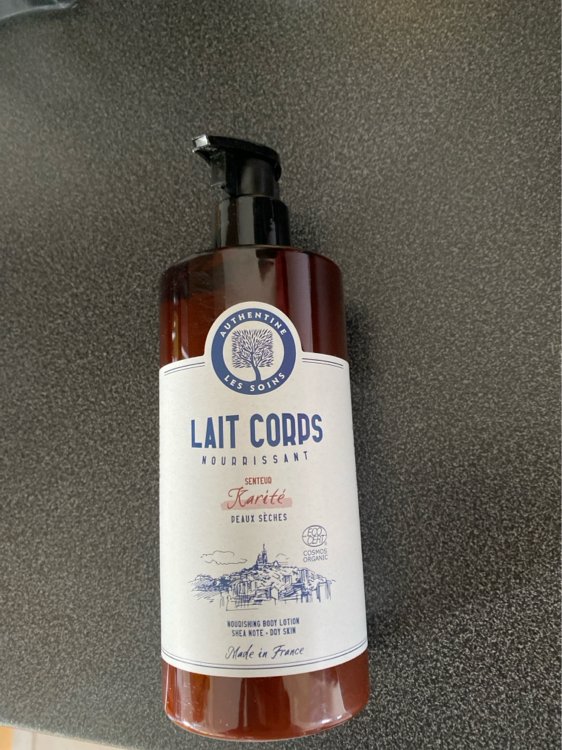 AUTHENTINE
LES SOINS
LAIT CORPS
NOURRISSANT
SENTEUR
Karité
PEAUX SÈCHES
ECO
CERT
COSMOS
ORGANIC
NOURISHING BODY LOTION
SHEA NOTE • DRY SKIN
Made in France